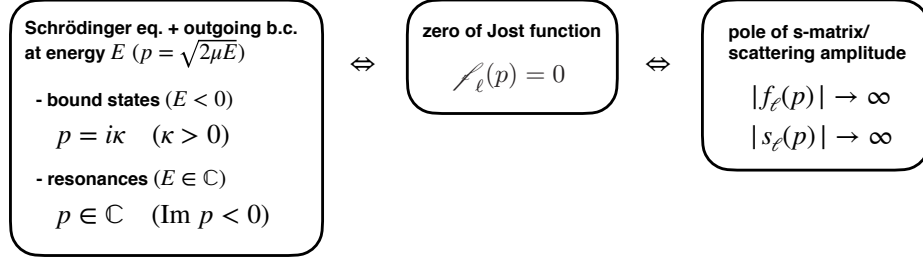 Schrödinger eq. + outgoing b.c.
at energy E (p = √2μE)
- bound states (E < 0)
p = iκ (κ > 0)
- resonances (E ∈ ℂ)
p ∈ ℂ (Im p < 0)
⇔
zero of Jost function
𝒻ℓ(p) = 0
⇔
pole of s-matrix/
scattering amplitude
|fℓ(p)| → ∞
|sℓ(p)| → ∞